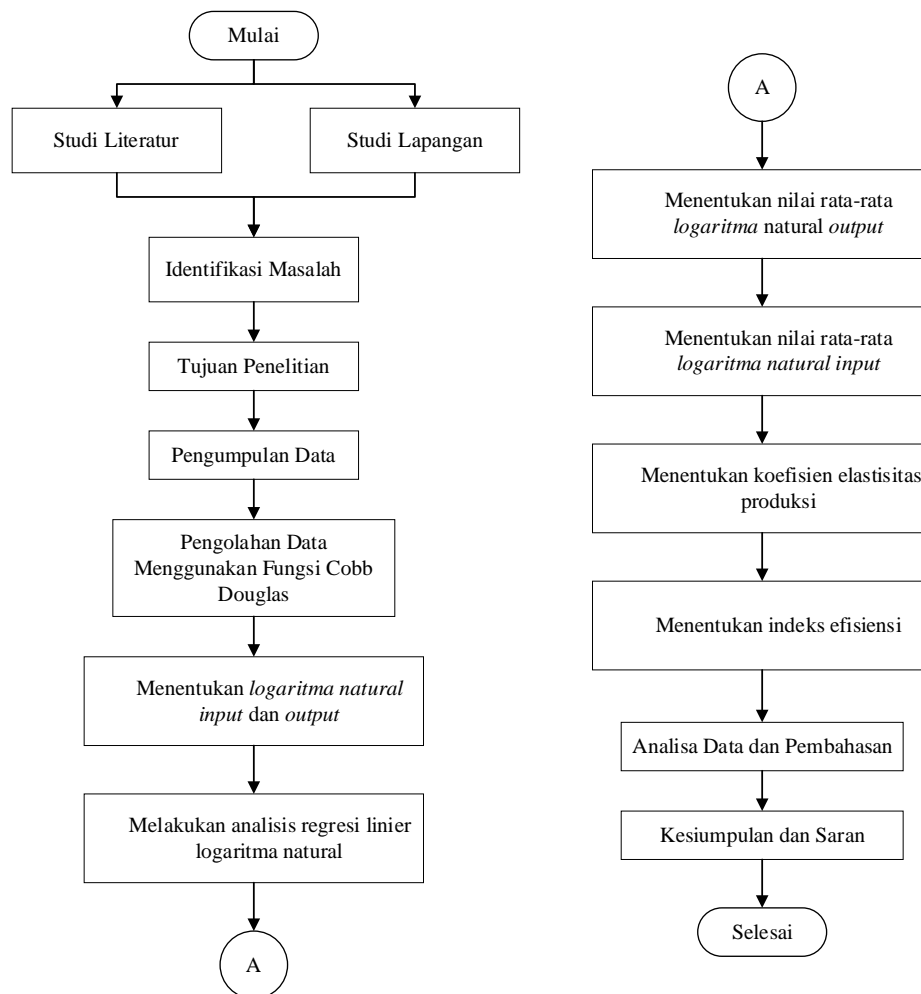 Mulai
Studi Literatur
Studi Lapangan
Identifikasi Masalah
Tujuan Penelitian
Pengumpulan Data
Pengolahan Data
Menggunakan Fungsi Cobb
Douglas
Menentukan logaritma natural
input dan output
Melakukan analisis regresi linier
logaritma natural
A
A
Menentukan nilai rata-rata
logaritma natural output
Menentukan nilai rata-rata
logaritma natural input
Menentukan koefisien elastisitas
produksi
Menentukan indeks efisiensi
Analisa Data dan Pembahasan
Kesiumpulan dan Saran
Selesai